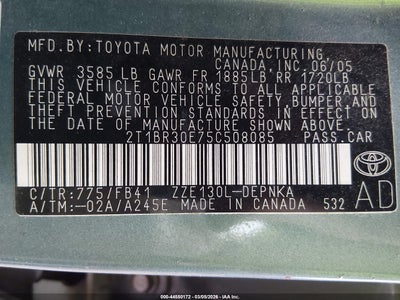 MFD.BY:TOYOTA MOTOR MANUFACTURING
CANADA INC. 06/05
GVWR 3585 LB GAWR FR 1885LB RR 1720LB
THIS VEHICLE CONFORMS TO ALL APPLICABLE
FEDERAL MOTOR VEHICLE SAFETY,BUMPER,AND
THEFT PREVENTION STANDARDS IN EFFECT ON
THE DATE OF MANUFACTURE SHOWN ABOVE.
2T1BR30E75C508085 PASS.CAR
C/TR:775/FB41 ZZE130L-DEPNKA
A/TM:-02A/A245E MADE IN CANADA 532
TOYOTA
AD
000-44550172 - 03/05/2026 - IAA Inc.